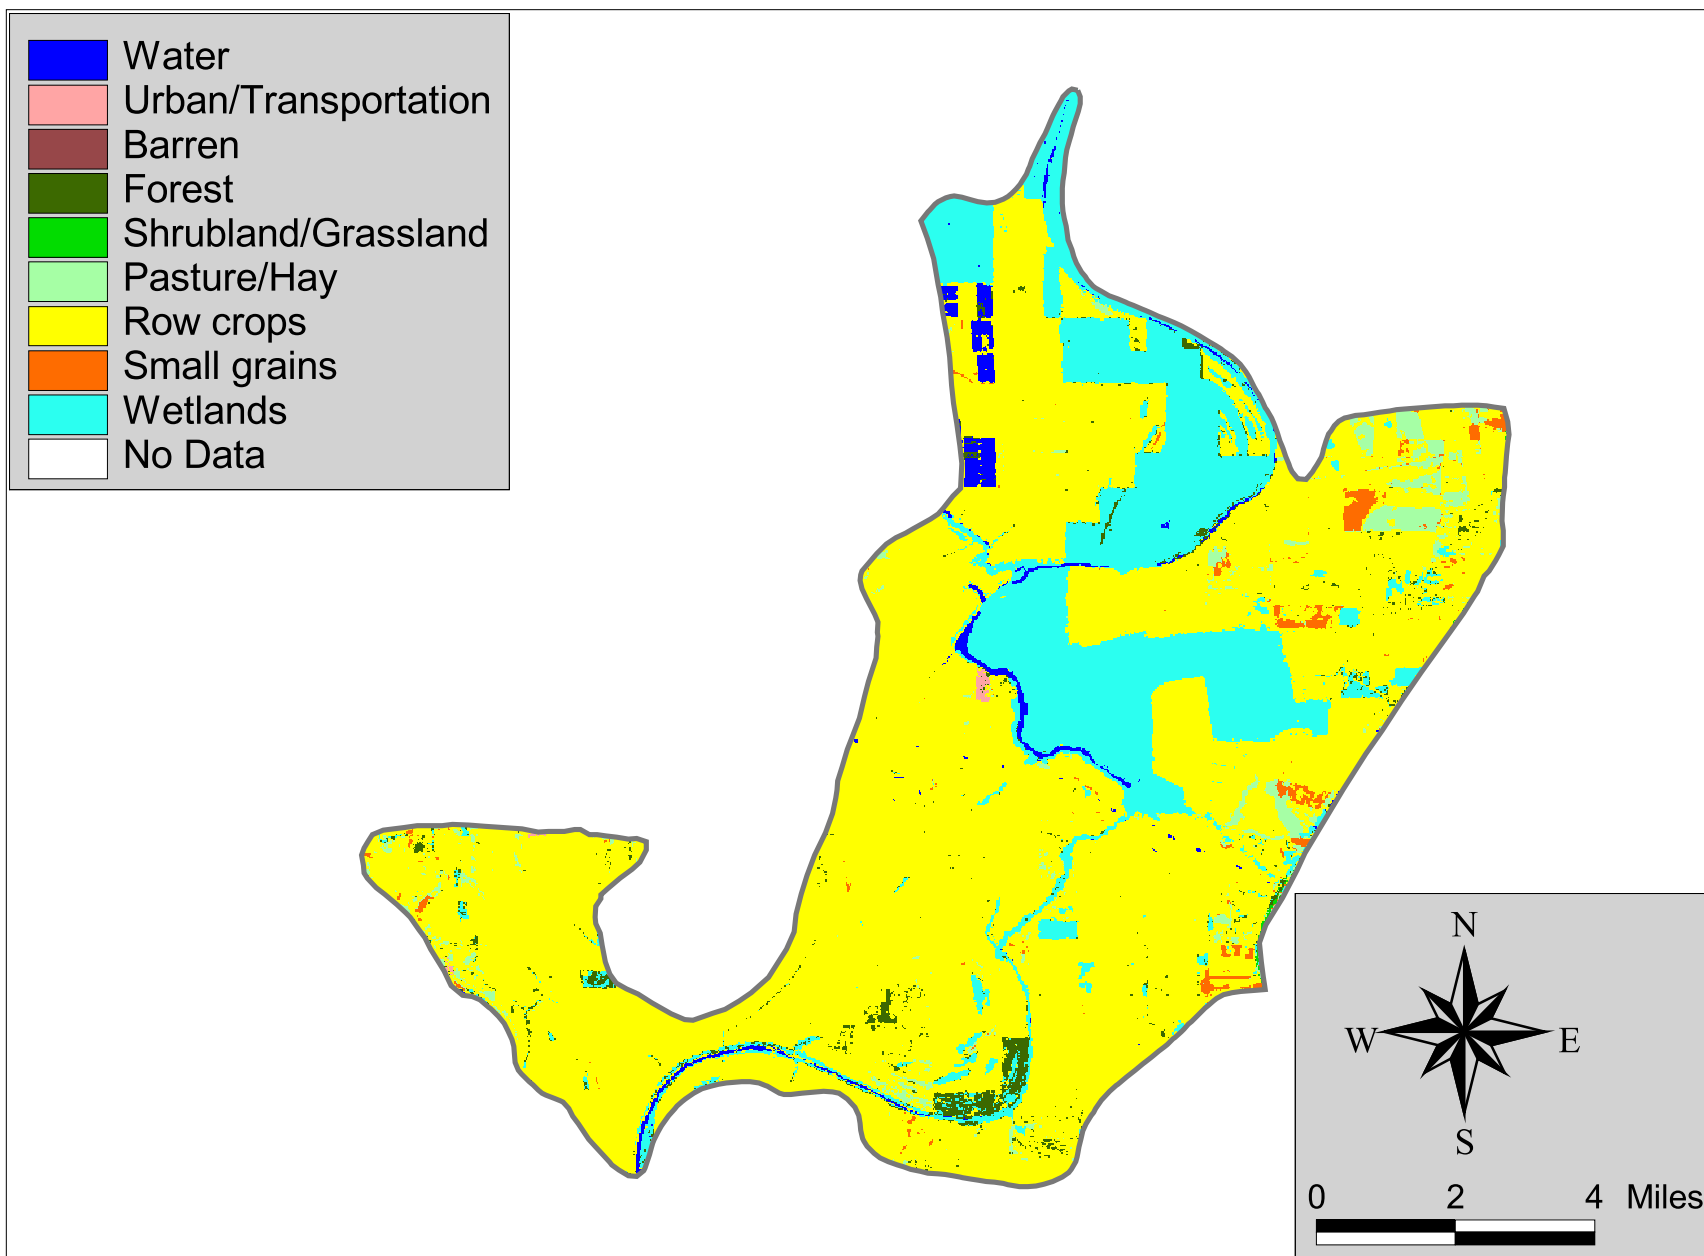 Water
Urban/Transportation
Barren
Forest
Shrubland/Grassland
Pasture/Hay
Row crops
Small grains
Wetlands
No Data
N
W E
S
0 2 4 Miles